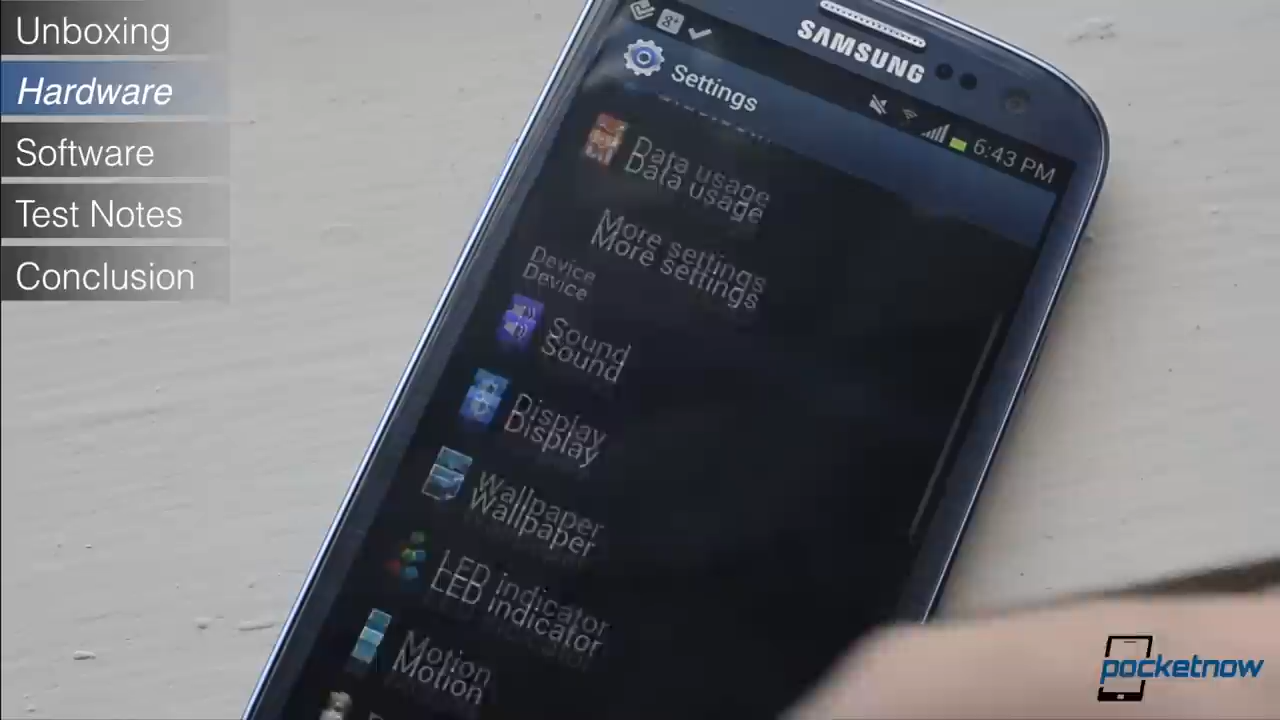 Unboxing
Hardware
Software
Test Notes
Conclusion
SAMSUNG
6:43 PM
Settings
Data usage
More settings
Device
Sound
Display
Wallpaper
LED indicator
Motion
pocketnow